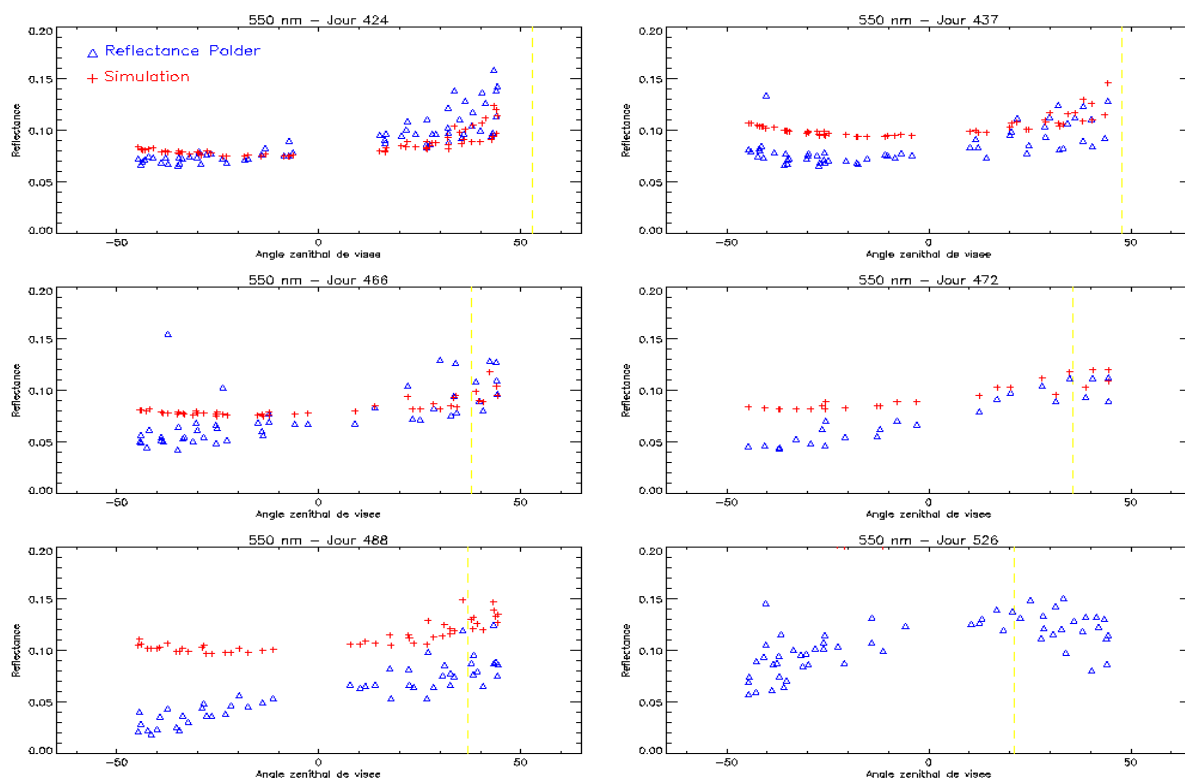 550 nm – Jour 424
0.20
0.15
0.10
0.05
0.00
Reflectance
Reflectance Polder
Simulation
-50
0
50
Angle zenithal de visee
550 nm – Jour 437
0.20
0.15
0.10
0.05
0.00
Reflectance
-50
0
50
Angle zenithal de visee
550 nm – Jour 466
0.20
0.15
0.10
0.05
0.00
Reflectance
-50
0
50
Angle zenithal de visee
550 nm – Jour 472
0.20
0.15
0.10
0.05
0.00
Reflectance
-50
0
50
Angle zenithal de visee
550 nm – Jour 488
0.20
0.15
0.10
0.05
0.00
Reflectance
-50
0
50
Angle zenithal de visee
550 nm – Jour 526
0.20
0.15
0.10
0.05
0.00
Reflectance
-50
0
50
Angle zenithal de visee